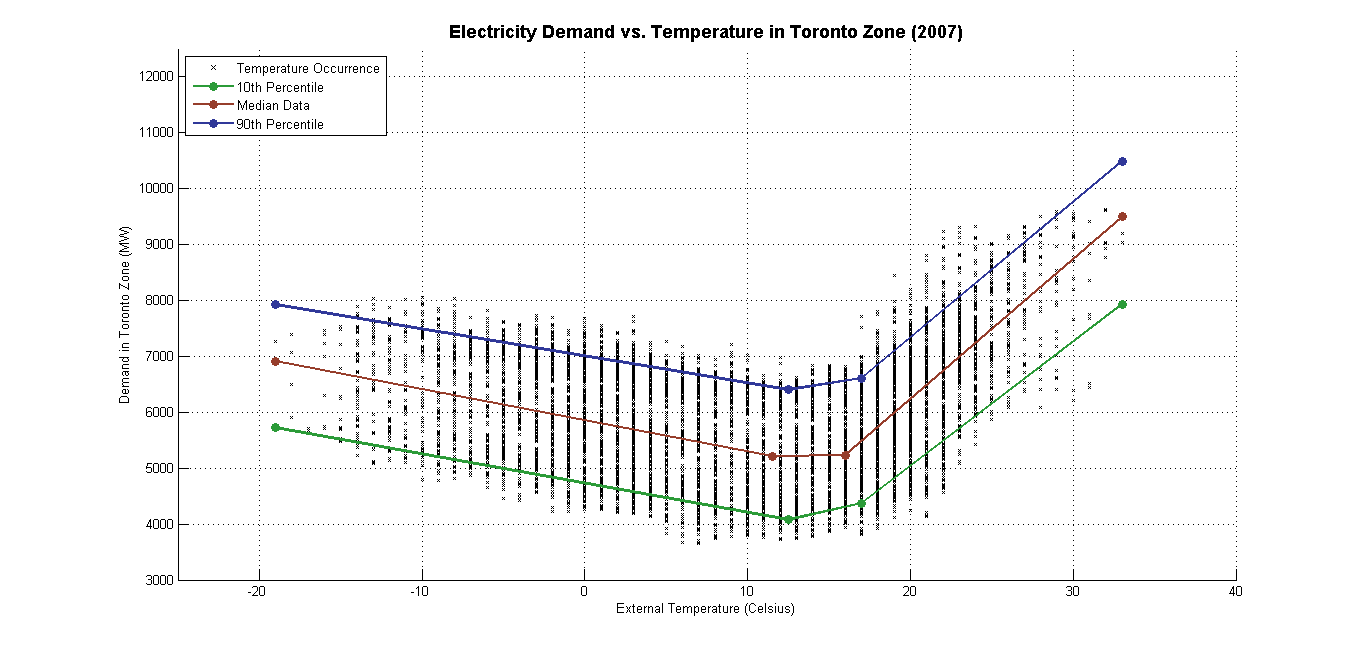 Electricity Demand vs. Temperature in Toronto Zone (2007)
Temperature Occurrence
10th Percentile
Median Data
90th Percentile
12000
11000
10000
9000
8000
7000
6000
5000
4000
3000
Demand in Toronto Zone (MW)
-20 -10 0 10 20 30 40
External Temperature (Celsius)